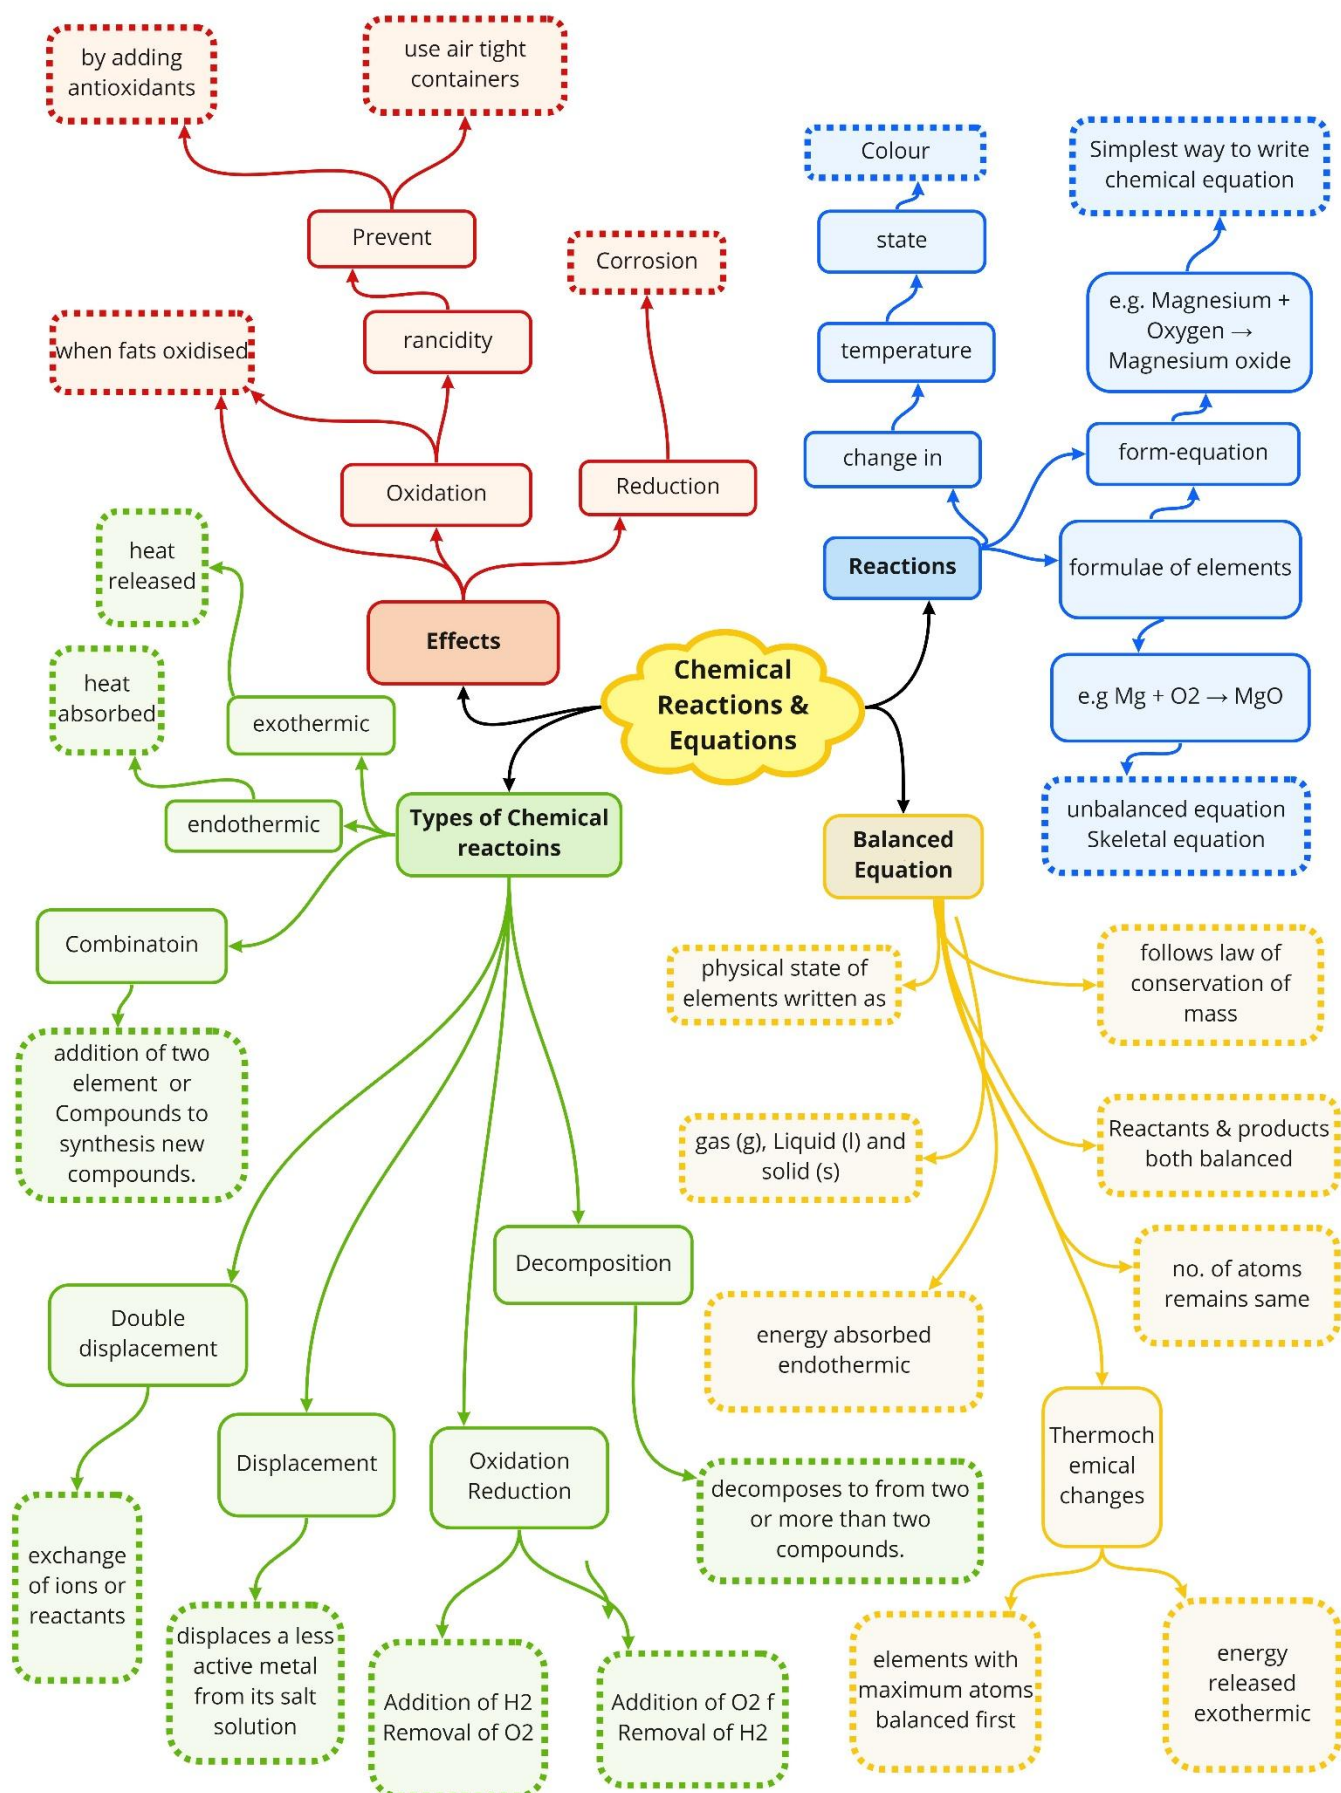 by adding
antioxidants
use air tight
containers
Prevent
Corrosion
when fats oxidised
rancidity
Oxidation
Reduction
Effects
Colour
state
temperature
change in
Reactions
Simplest way to write
chemical equation
e.g. Magnesium +
Oxygen →
Magnesium oxide
form-equation
formulae of elements
e.g Mg + O2 → MgO
unbalanced equation
Skeletal equation
Chemical
Reactions &
Equations
heat
released
heat
absorbed
exothermic
endothermic
Types of Chemical
reactoins
Combinatoin
addition of two
element or
Compounds to
synthesis new
compounds.
Double
displacement
exchange
of ions or
reactants
Displacement
displaces a less
active metal
from its salt
solution
Oxidation
Reduction
Addition of H2
Removal of O2
Addition of O2 f
Removal of H2
Decomposition
decomposes to from two
or more than two
compounds.
Balanced
Equation
physical state of
elements written as
follows law of
conservation of
mass
gas (g), Liquid (l) and
solid (s)
Reactants & products
both balanced
energy absorbed
endothermic
no. of atoms
remains same
Thermoch
emical
changes
elements with
maximum atoms
balanced first
energy
released
exothermic